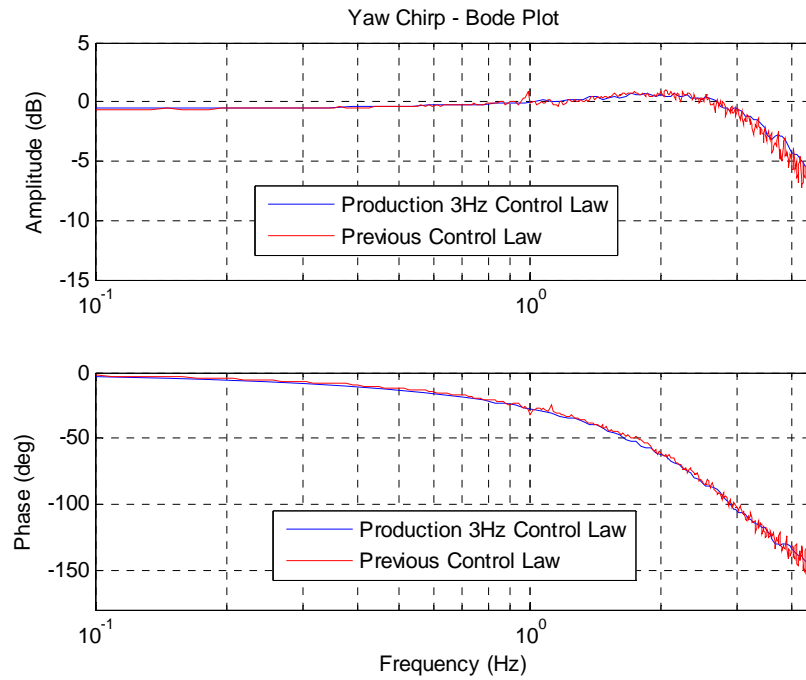 Yaw Chirp - Bode Plot
5
0
-5
-10
-15
Amplitude (dB)
Production 3Hz Control Law
Previous Control Law
10^-1
10^0
0
-50
-100
-150
Phase (deg)
Production 3Hz Control Law
Previous Control Law
10^-1
10^0
Frequency (Hz)